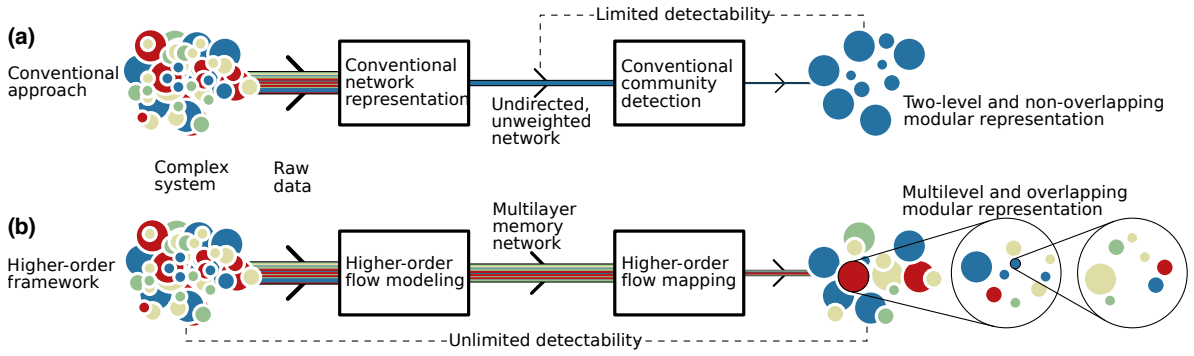 Limited detectability
(a)
Conventional
approach
Conventional
network
representation
Undirected,
unweighted
network
Conventional
community
detection
Two-level and non-overlapping
modular representation
Complex
system
Raw
data
(b)
Higher-order
framework
Higher-order
flow modeling
Multilayer
memory
network
Higher-order
flow mapping
Multilevel and overlapping
modular representation
Unlimited detectability